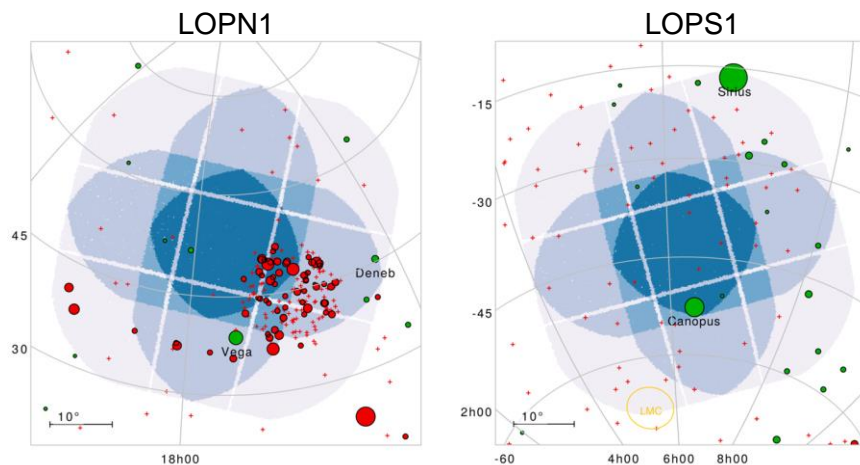 LOPN1
LOPS1
45
30
Deneb
Vega
10°
18h00
-15
-30
-45
2h00
-60
Sirius
Canopus
LMC
10°
4h00 6h00 8h00